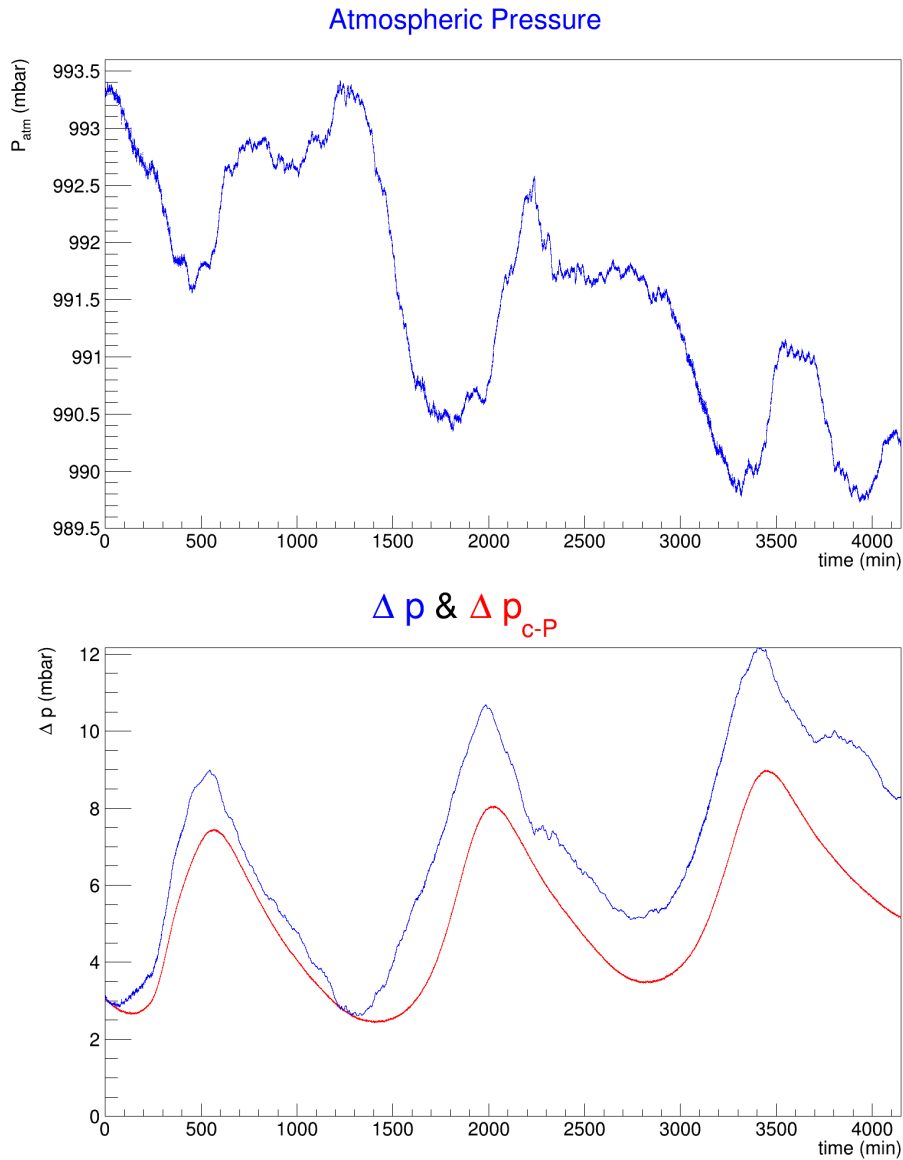 Atmospheric Pressure
P_atm (mbar)
993.5
993
992.5
992
991.5
991
990.5
990
989.5
0 500 1000 1500 2000 2500 3000 3500 4000
time (min)
Δ p & Δ p_c-P
Δ p (mbar)
12
10
8
6
4
2
0
0 500 1000 1500 2000 2500 3000 3500 4000
time (min)